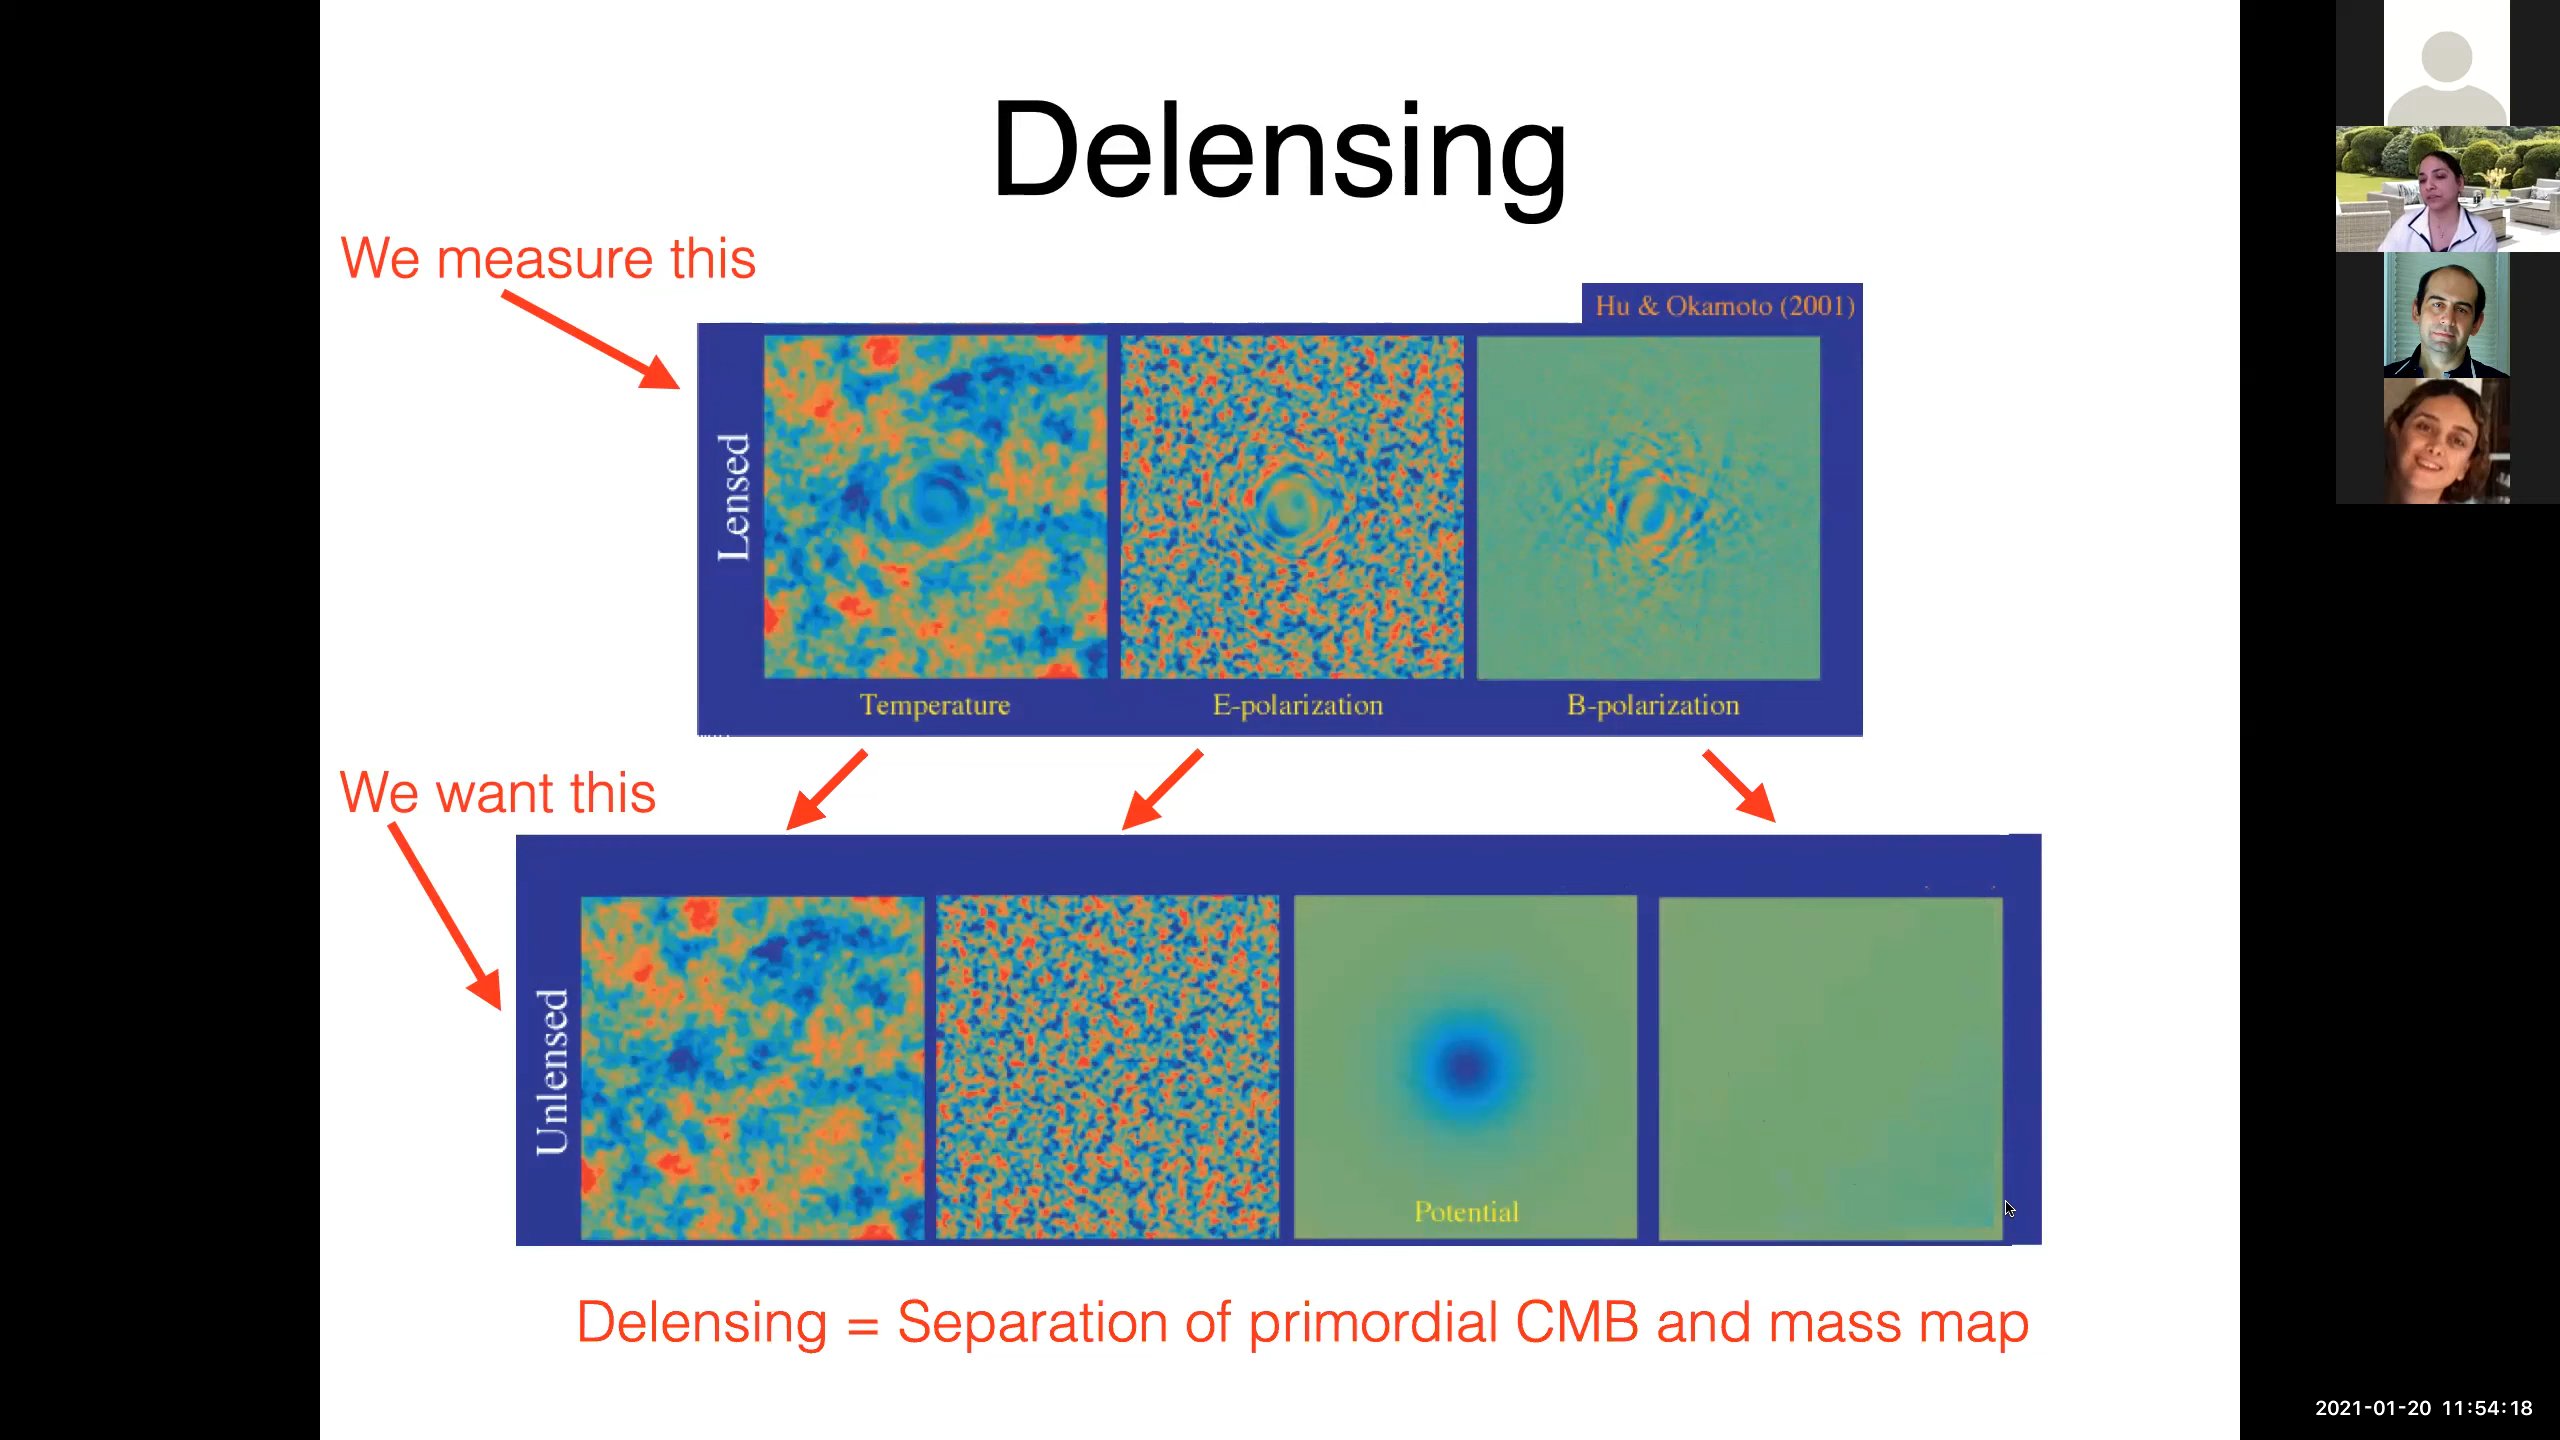 Delensing
We measure this
Hu & Okamoto (2001)
Lensed
Temperature
E-polarization
B-polarization
We want this
Unlensed
Potential
Delensing = Separation of primordial CMB and mass map
2021-01-20 11:54:18